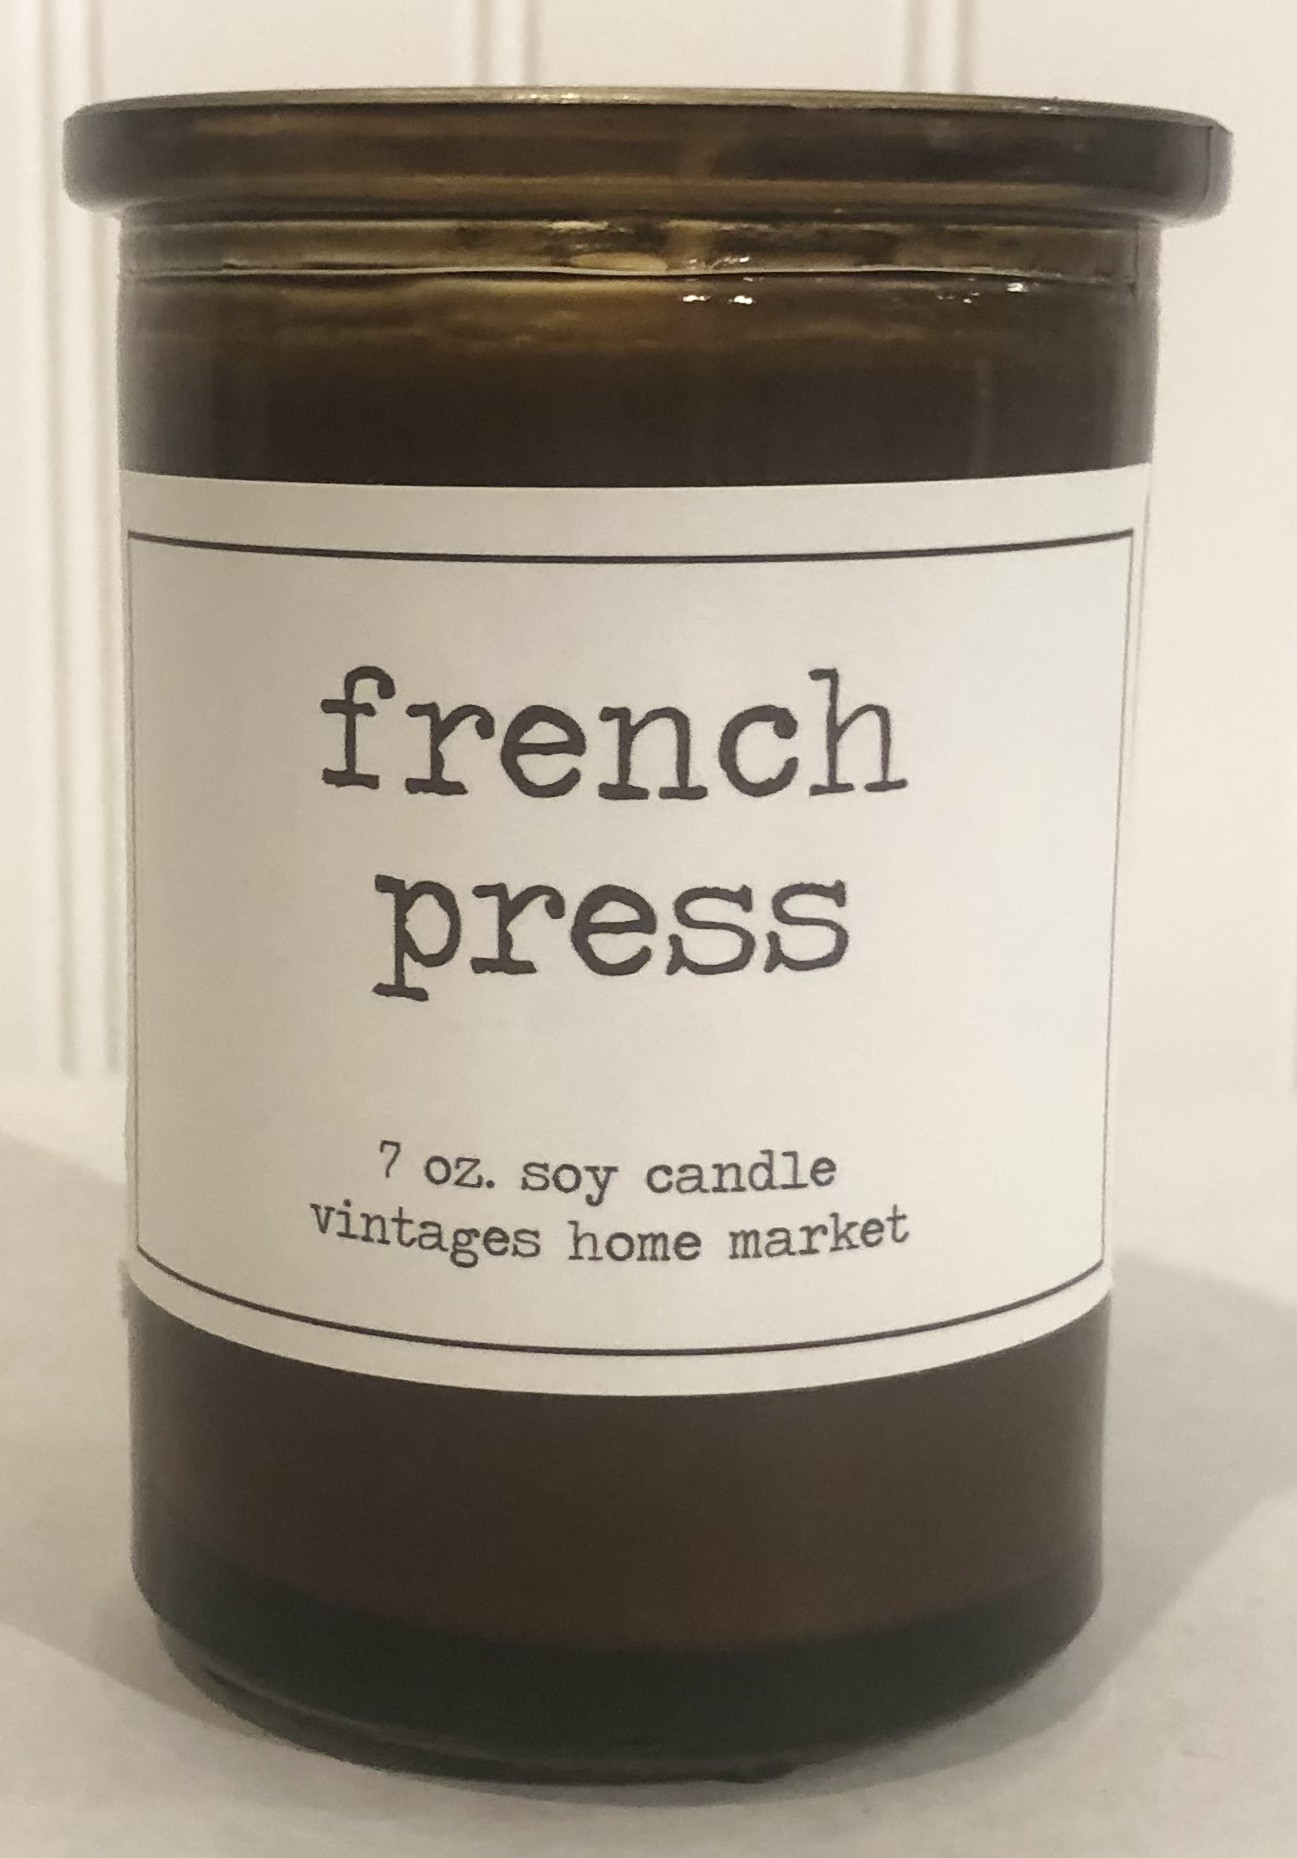 french
press
7 oz. soy candle
vintages home market